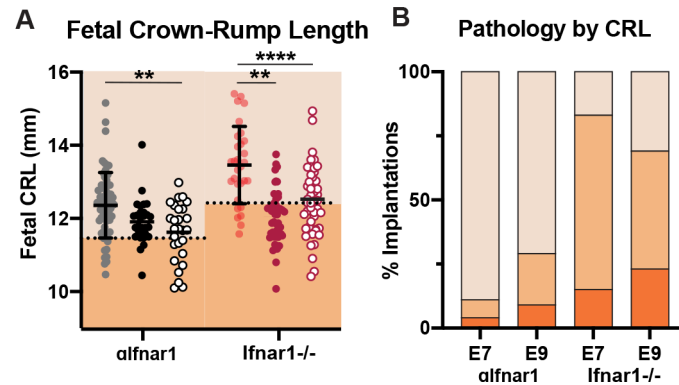 A
Fetal Crown-Rump Length
****
**
**
16
14
12
10
Fetal CRL (mm)
αIfnar1
Ifnar1-/-
B
Pathology by CRL
100
50
0
% Implantations
E7
E9
E7
E9
αIfnar1
Ifnar1-/-